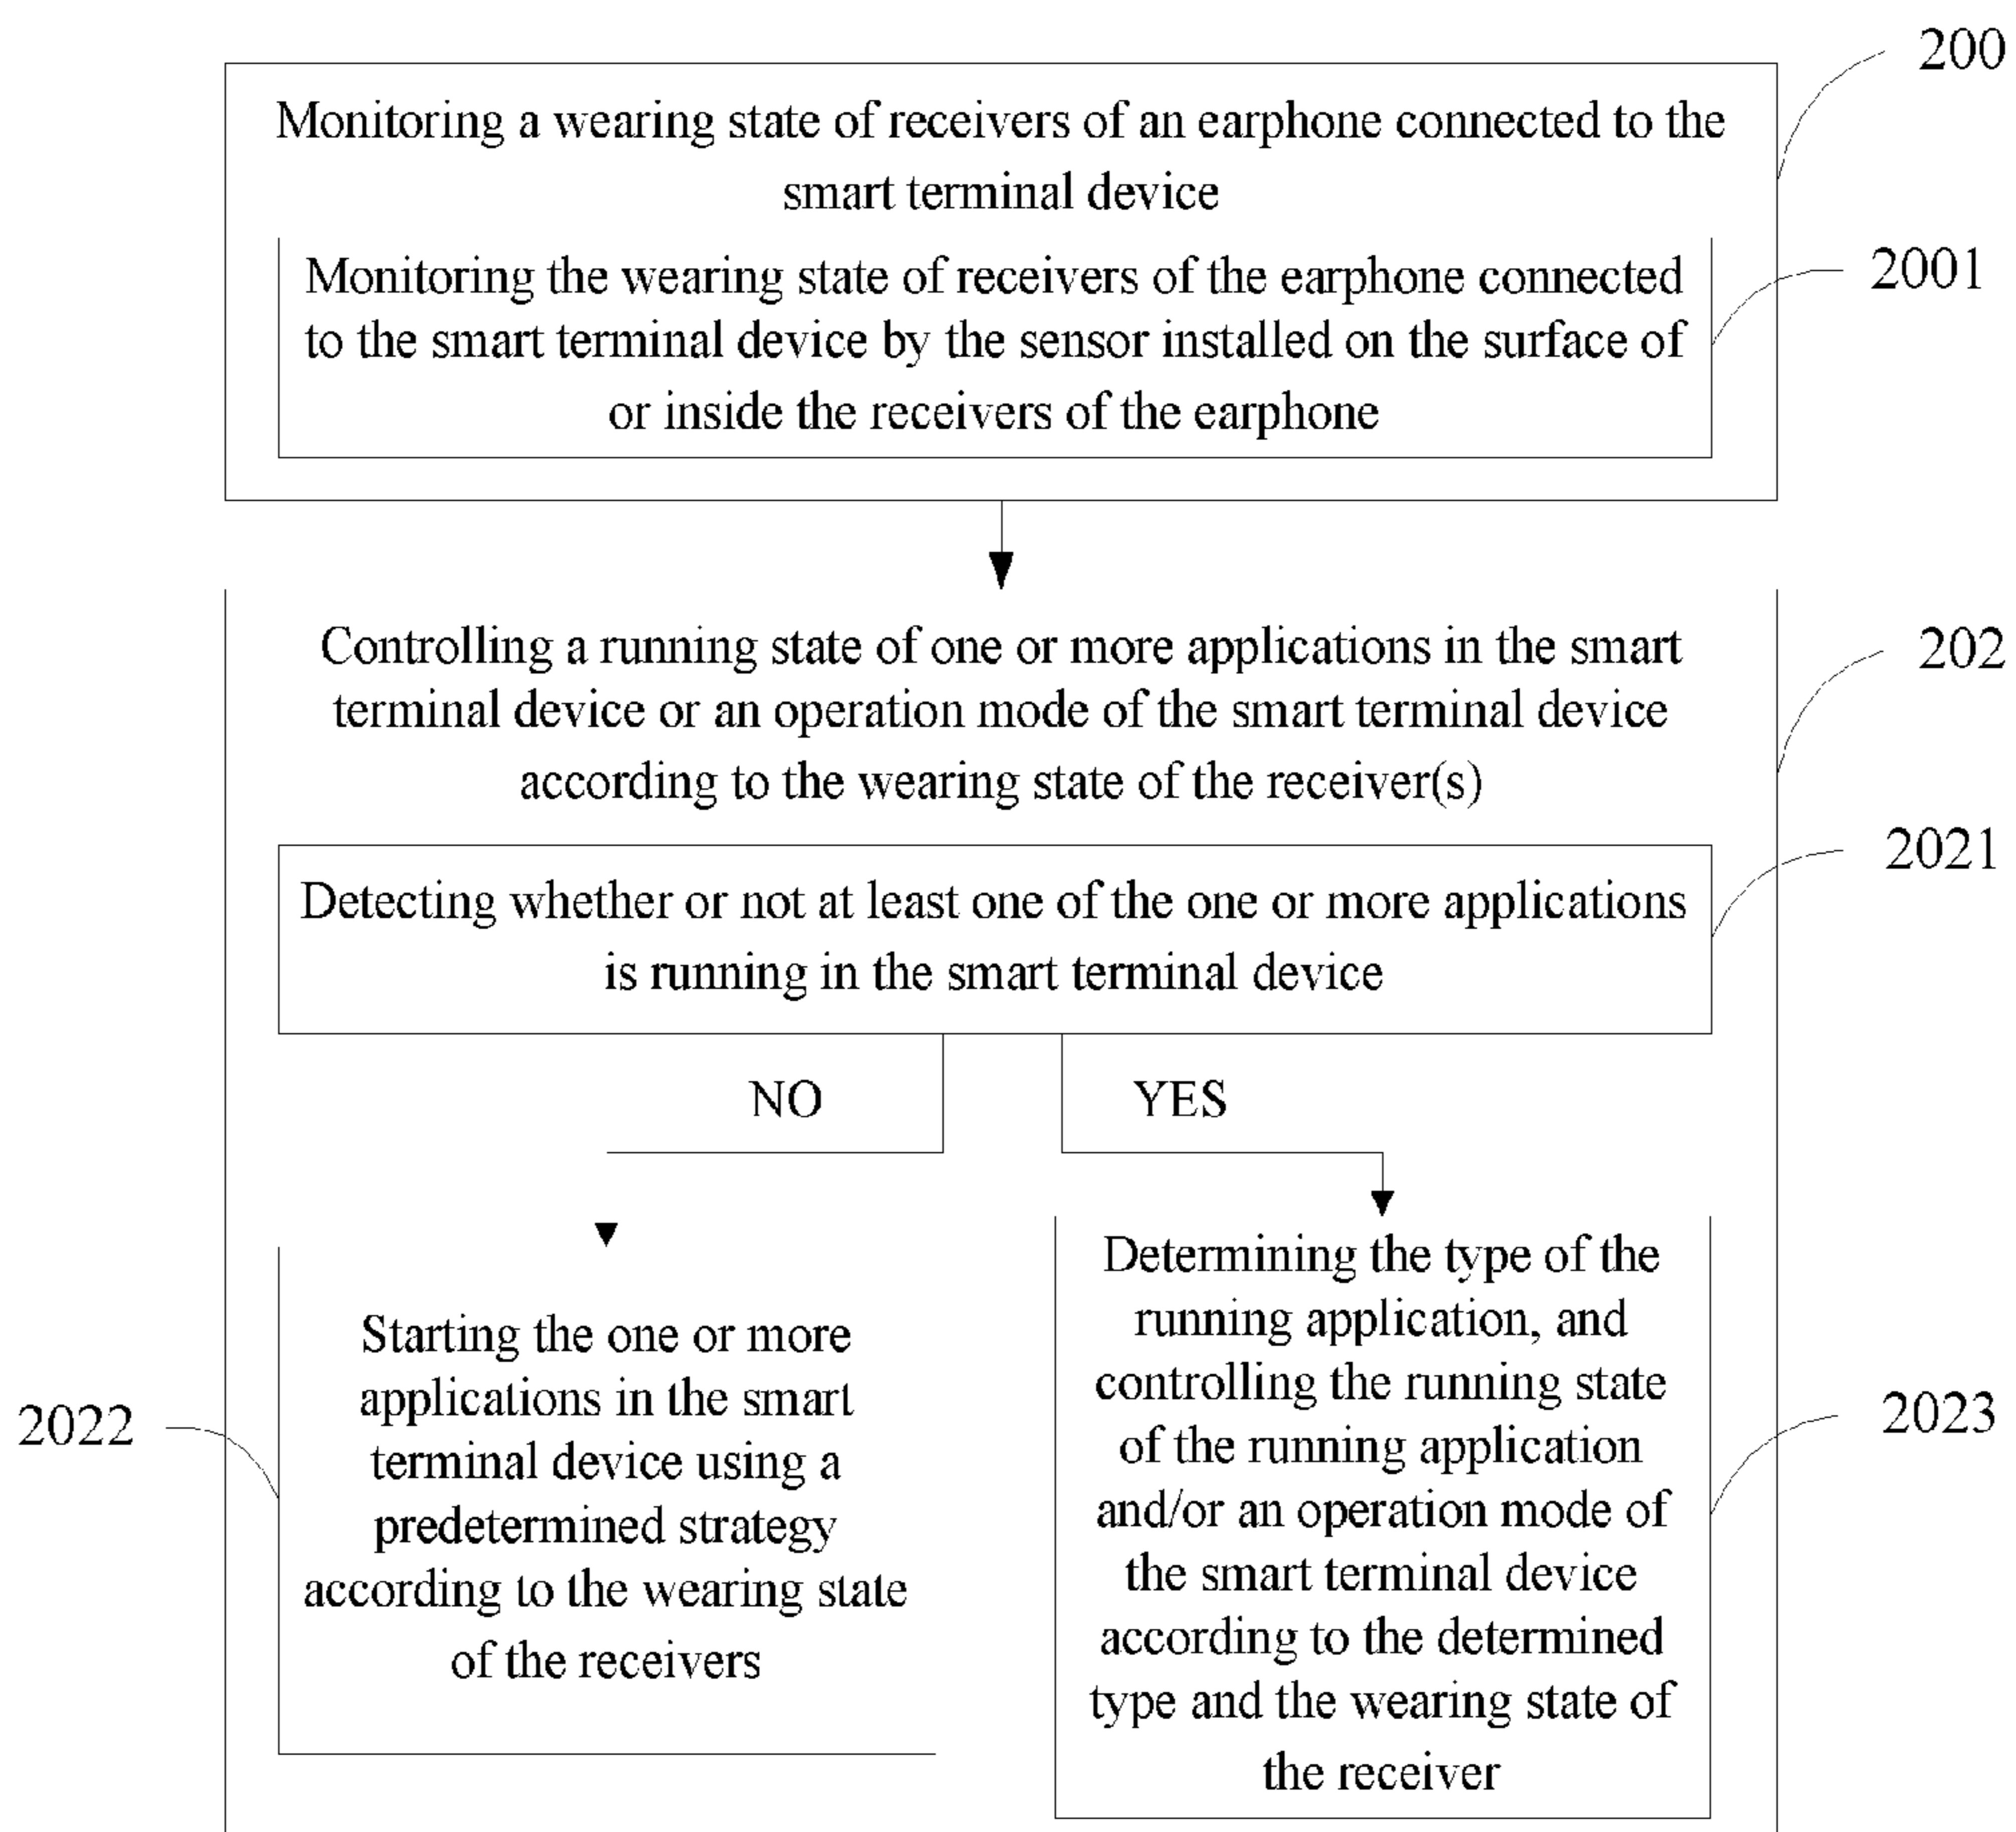 200
Monitoring a wearing state of receivers of an earphone connected to the
smart terminal device
2001
Monitoring the wearing state of receivers of the earphone connected
to the smart terminal device by the sensor installed on the surface of
or inside the receivers of the earphone
202
Controlling a running state of one or more applications in the smart
terminal device or an operation mode of the smart terminal device
according to the wearing state of the receiver(s)
2021
Detecting whether or not at least one of the one or more applications
is running in the smart terminal device
NO
YES
2022
Starting the one or more
applications in the smart
terminal device using a
predetermined strategy
according to the wearing state
of the receivers
2023
Determining the type of the
running application, and
controlling the running state
of the running application
and/or an operation mode of
the smart terminal device
according to the determined
type and the wearing state of
the receiver